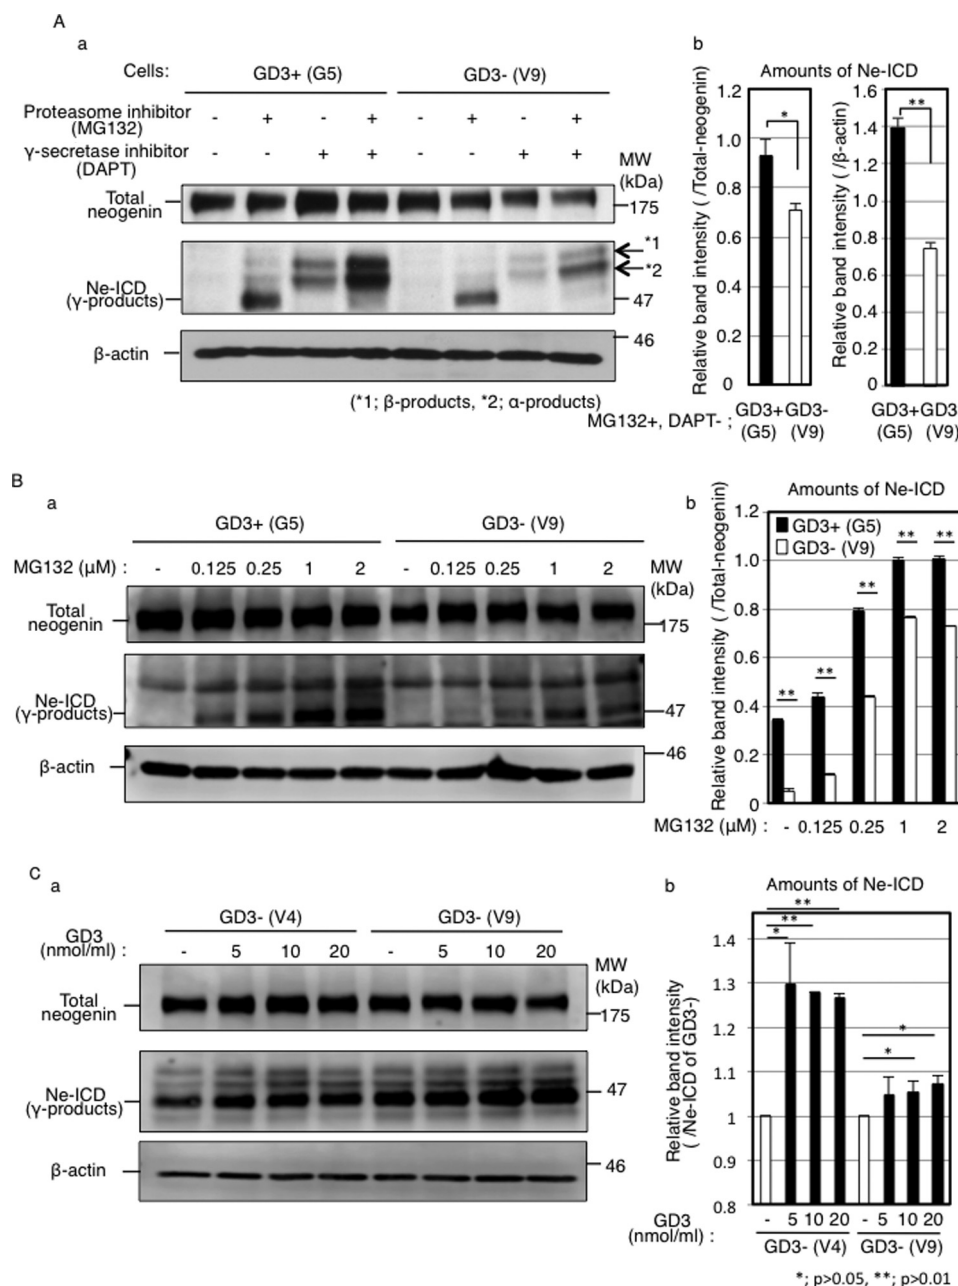 A
a
Cells: GD3+ (G5) GD3- (V9)
Proteasome inhibitor (MG132) - + - + - + - +
γ-secretase inhibitor (DAPT) - - + + - - + +
MW
(kDa)
Total
neogenin
175
*1
*2
Ne-ICD
(γ-products)
47
46
β-actin
(*1; β-products, *2; α-products)
b
Amounts of Ne-ICD
Relative band intensity ( /Total-neogenin)
1.2
1.0
0.8
0.6
0.4
0.2
0
*
Relative band intensity ( /β-actin)
1.6
1.4
1.2
1.0
0.8
0.6
0.4
0.2
0
**
MG132+, DAPT- ; GD3+ GD3- GD3+ GD3
(G5) (V9) (G5) (V9)
B
a
GD3+ (G5) GD3- (V9)
MG132 (μM) : - 0.125 0.25 1 2 - 0.125 0.25 1 2
MW
(kDa)
Total
neogenin
175
Ne-ICD
(γ-products)
47
46
β-actin
b
Amounts of Ne-ICD
Relative band intensity ( /Total-neogenin)
1.2
1.0
0.8
0.6
0.4
0.2
0
GD3+ (G5)
GD3- (V9)
** ** ** ** **
MG132 (μM) : - 0.125 0.25 1 2
C
a
GD3- (V4) GD3- (V9)
GD3
(nmol/ml) : - 5 10 20 - 5 10 20
MW
(kDa)
Total
neogenin
175
Ne-ICD
(γ-products)
47
46
β-actin
b
Amounts of Ne-ICD
Relative band intensity
( /Ne-ICD of GD3-)
1.4
1.3
1.2
1.1
1
0.9
0.8
**
**
*
*
*
GD3
(nmol/ml) : - 5 10 20 - 5 10 20
GD3- (V4) GD3- (V9)
*; p>0.05, **; p>0.01